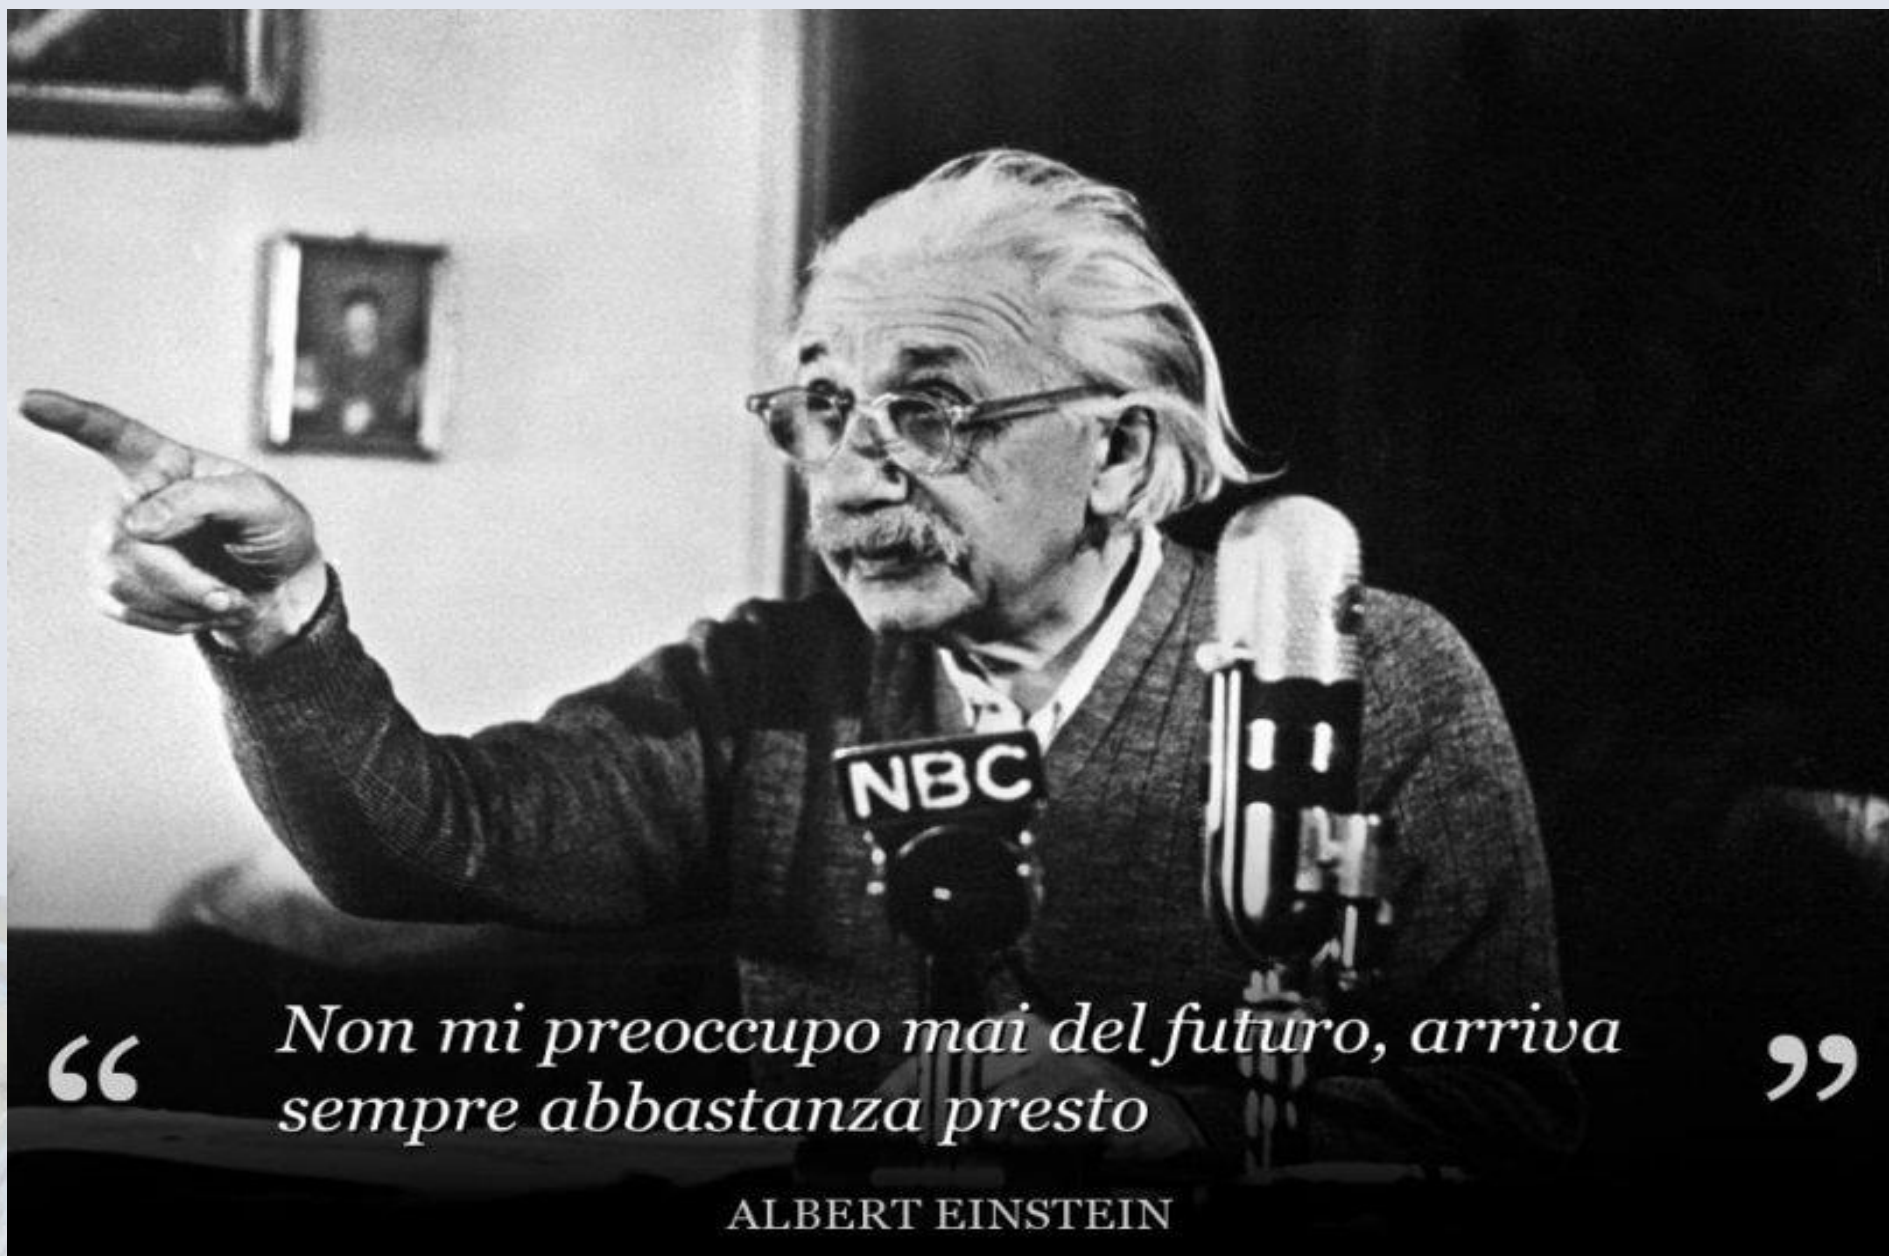 NBC
“Non mi preoccupo mai del futuro, arriva
sempre abbastanza presto”
ALBERT EINSTEIN